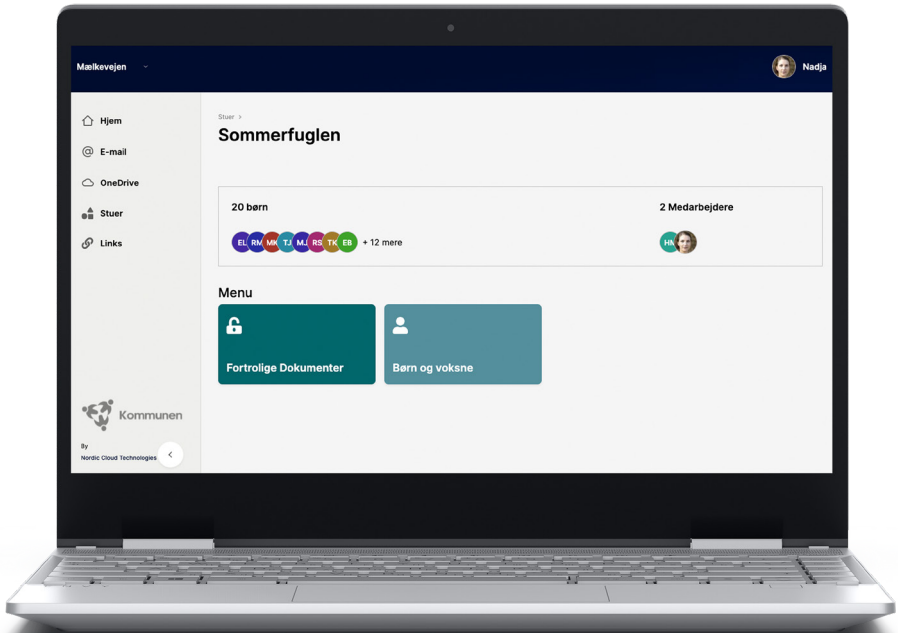 Mælkevejen
Nadja
Hjem
E-mail
OneDrive
Stuer
Links
Kommunen
By
Nordic Cloud Technologies
Stuer >
Sommerfuglen
20 børn
EL RM MK TJ MJ RS TK EB + 12 mere
2 Medarbejdere
HN
Menu
Fortrolige Dokumenter
Børn og voksne